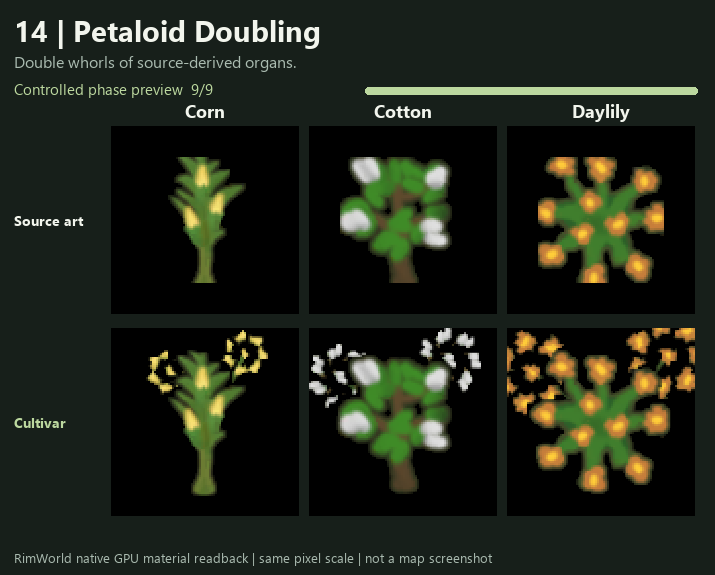 14 | Petaloid Doubling
Double whorls of source-derived organs.
Controlled phase preview  9/9
Corn
Cotton
Daylily
Source art
Cultivar
RimWorld native GPU material readback | same pixel scale | not a map screenshot